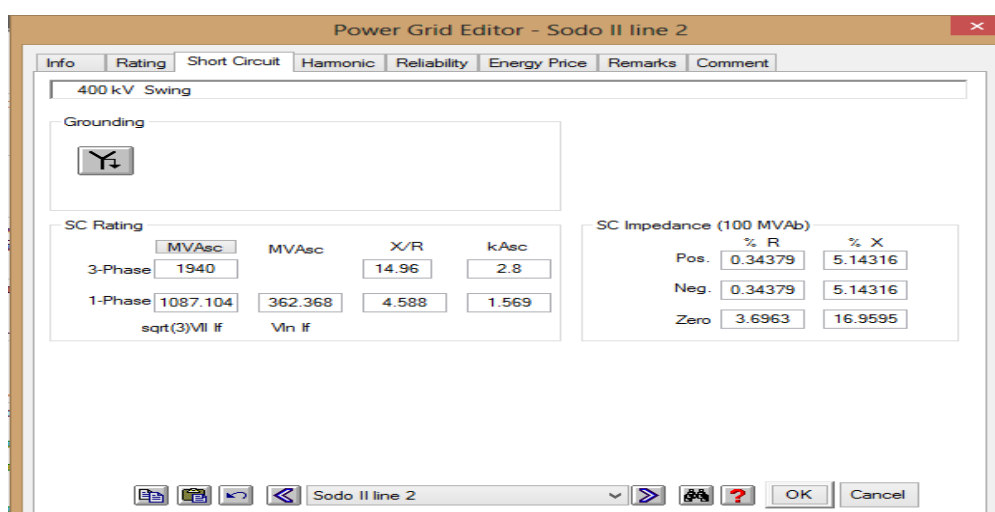 Power Grid Editor - Sodo II line 2
Info Rating Short Circuit Harmonic Reliability Energy Price Remarks Comment
400 kV Swing
Grounding
SC Rating
MVAsc MVAsc X/R kAsc
3-Phase 1940 14.96 2.8
1-Phase 1087.104 362.368 4.588 1.569
sqrt(3)Vll If Vln If
SC Impedance (100 MVAb)
% R % X
Pos. 0.34379 5.14316
Neg. 0.34379 5.14316
Zero 3.6963 16.9595
Sodo II line 2
? OK Cancel